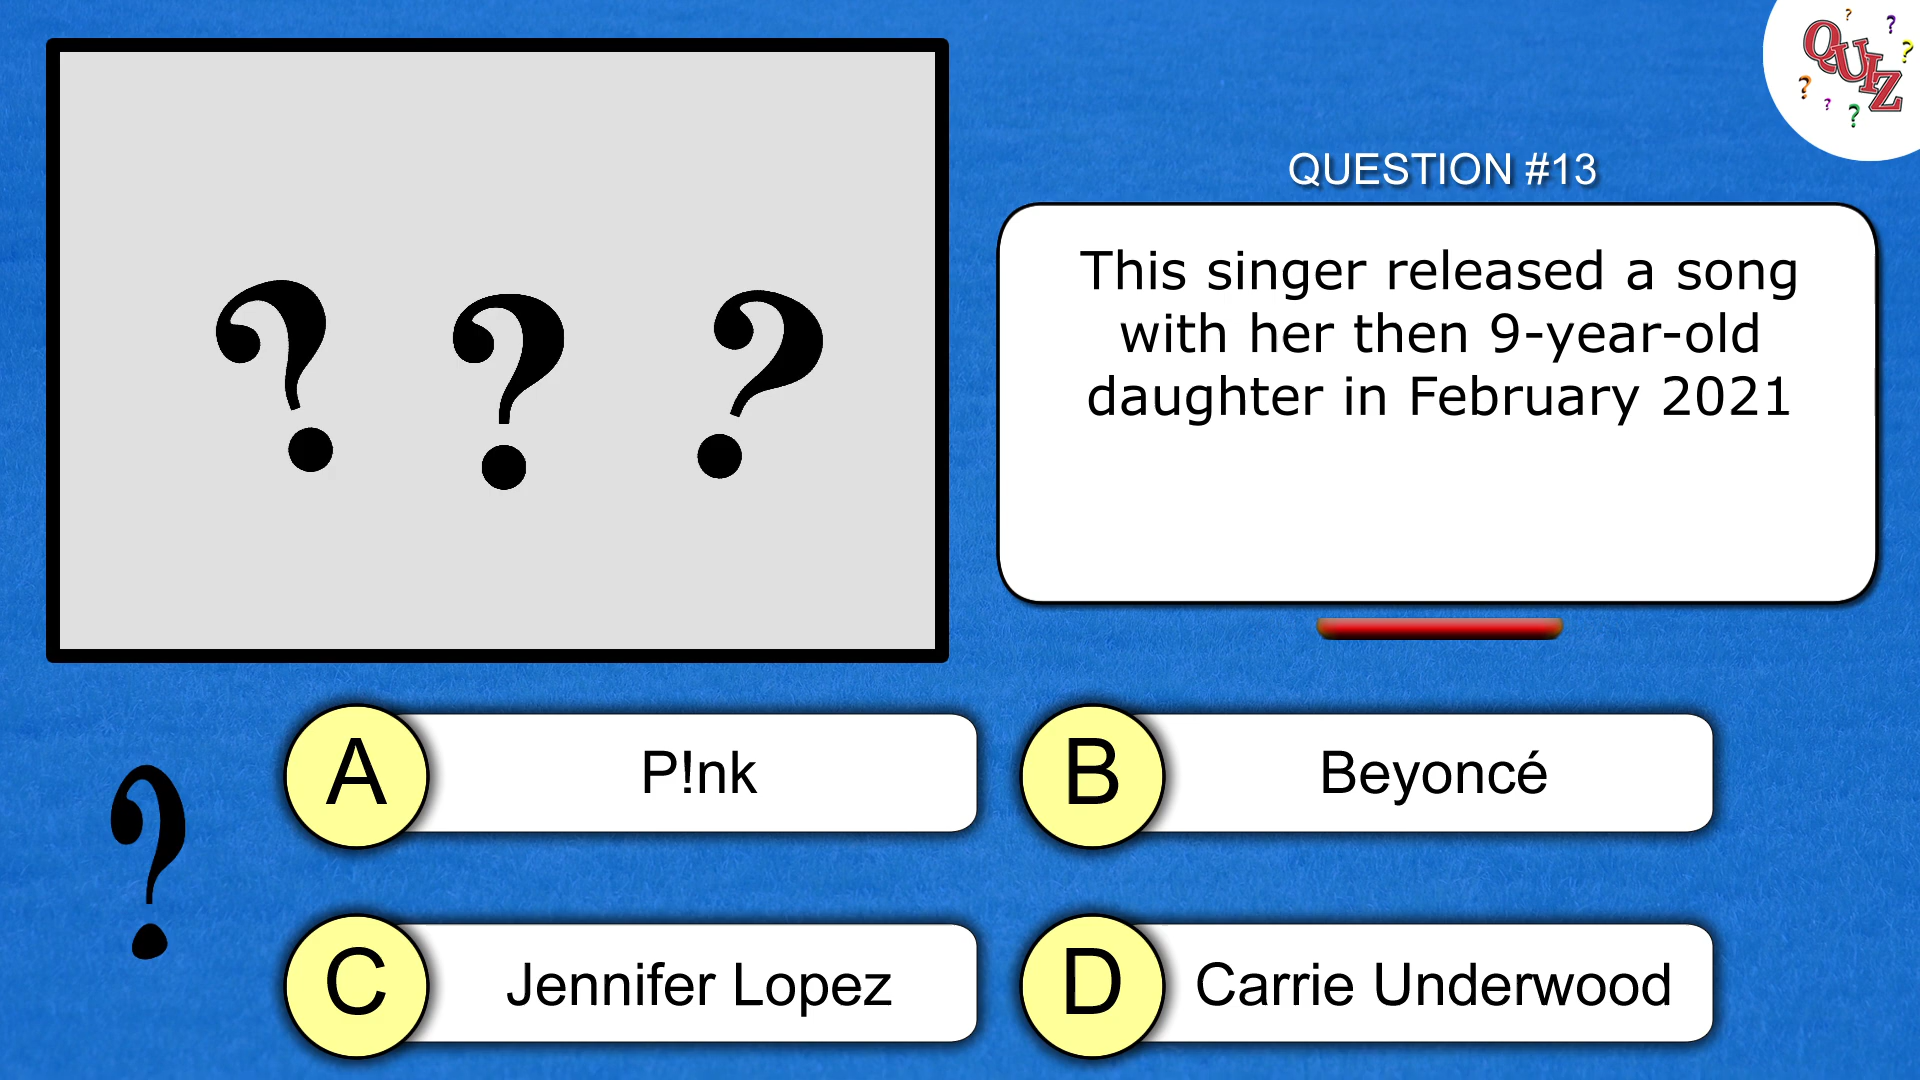 QUIZ
QUESTION #13
This singer released a song
with her then 9-year-old
daughter in February 2021
? ? ?
A P!nk
B Beyoncé
?
C Jennifer Lopez
D Carrie Underwood